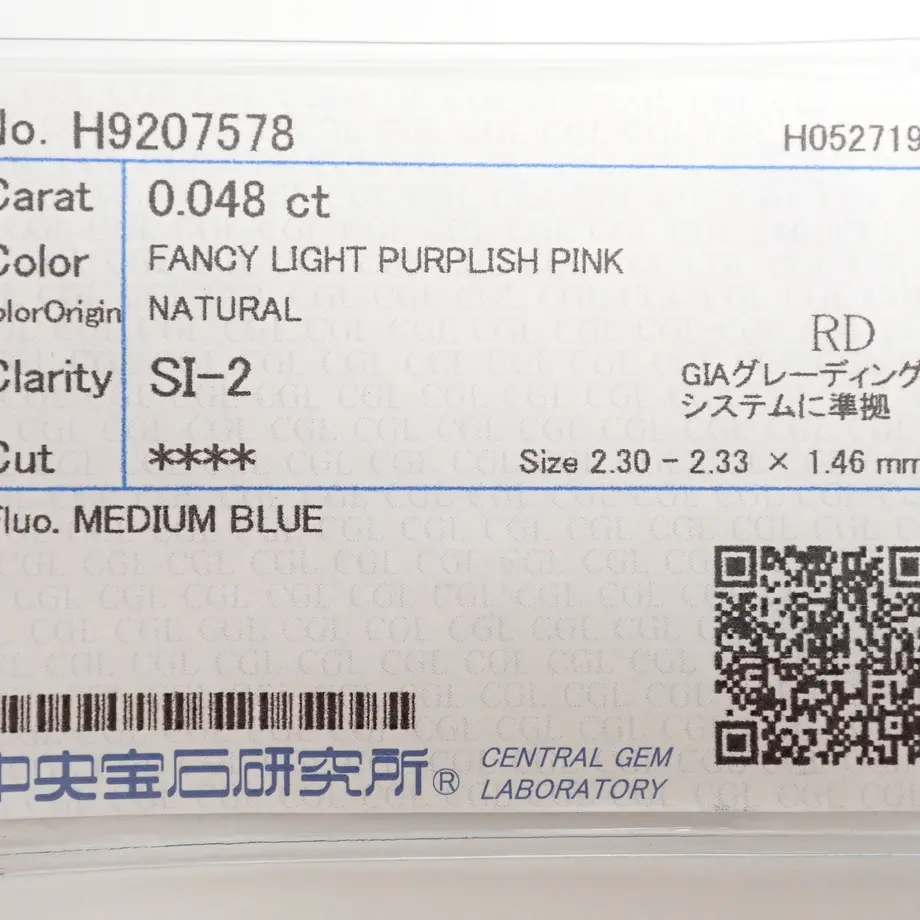 No. H9207578
H052719
Carat 0.048 ct
Color FANCY LIGHT PURPLISH PINK
ColorOrigin NATURAL
RD
Clarity SI-2
GIAグレーディング
システムに準拠
Cut ****
Size 2.30 - 2.33 × 1.46 mm
Fluo. MEDIUM BLUE
中央宝石研究所®
CENTRAL GEM
LABORATORY